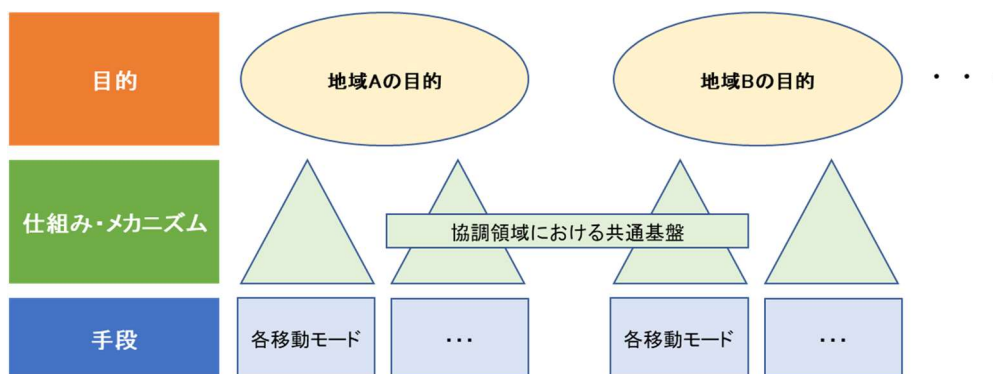 目的
地域Aの目的
地域Bの目的
・・
仕組み・メカニズム
協調領域における共通基盤
手段
各移動モード
・・・
各移動モード
・・・